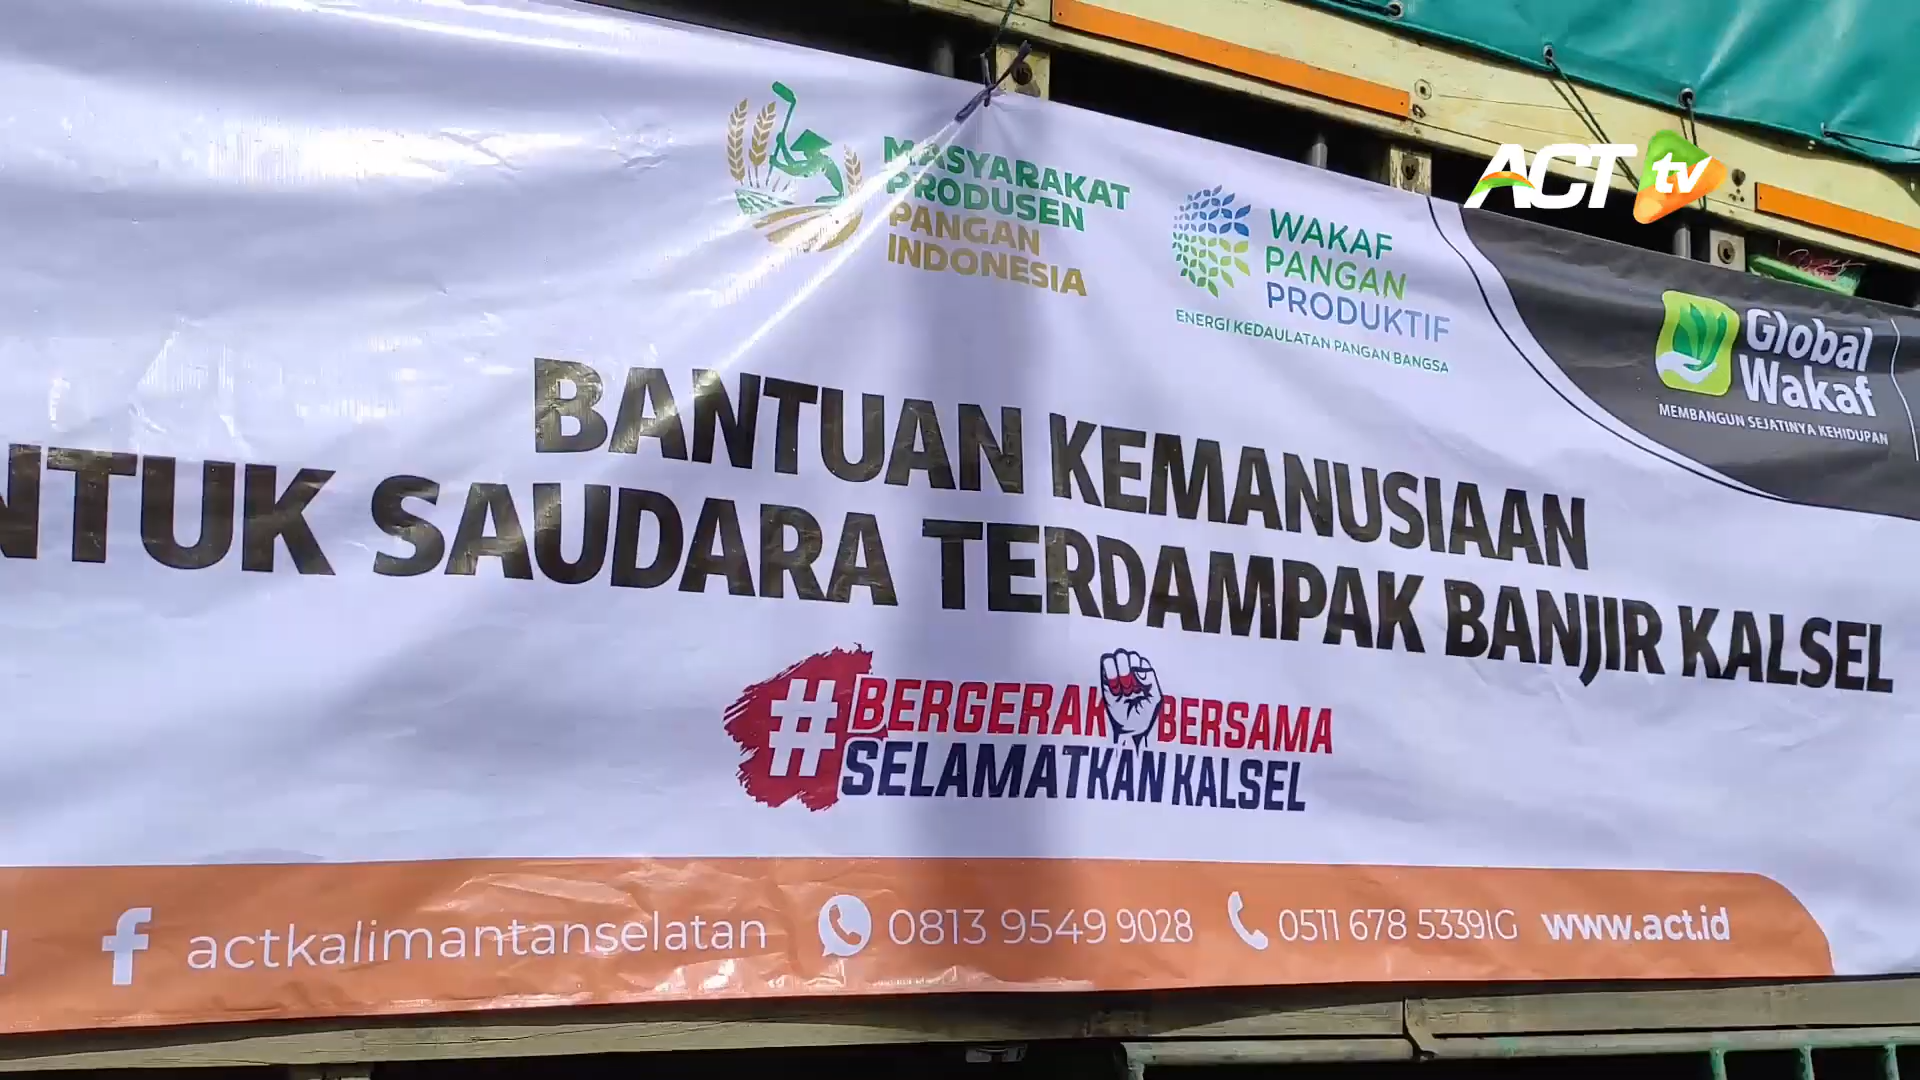 ACT tv
MASYARAKAT
PRODUSEN
PANGAN
INDONESIA
WAKAF
PANGAN
PRODUKTIF
ENERGI KEDAULATAN PANGAN BANGSA
Global
Wakaf
MEMBANGUN SEJATINYA KEHIDUPAN
BANTUAN KEMANUSIAAN
NTUK SAUDARA TERDAMPAK BANJIR KALSEL
#BERGERAK BERSAMA
SELAMATKAN KALSEL
actkalimantanselatan 0813 9549 9028 0511 678 5339IG www.act.id